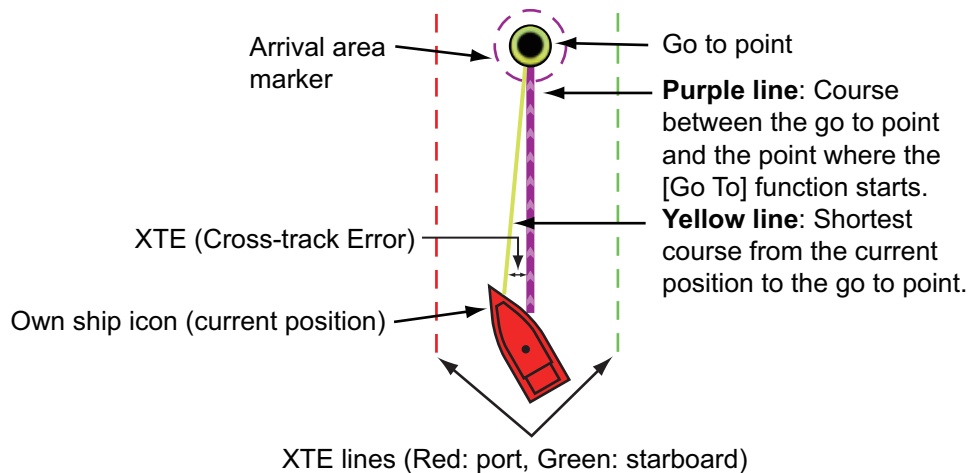 Arrival area
marker
Go to point
Purple line: Course
between the go to point
and the point where the
[Go To] function starts.
Yellow line: Shortest
course from the current
position to the go to point.
XTE (Cross-track Error)
Own ship icon (current position)
XTE lines (Red: port, Green: starboard)